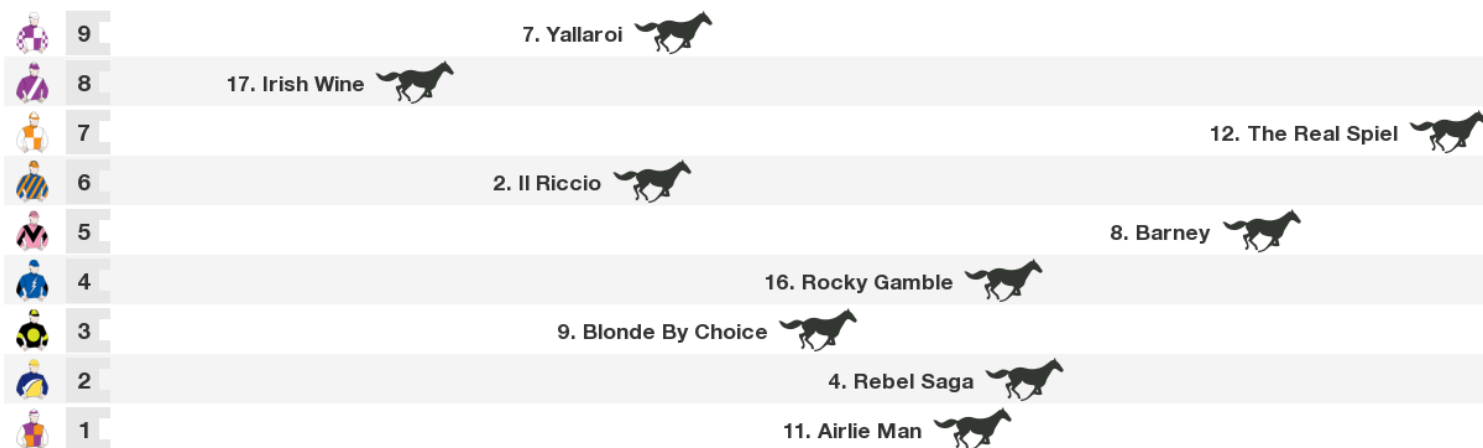 9 7. Yallaroi
8 17. Irish Wine
7 12. The Real Spiel
6 2. Il Riccio
5 8. Barney
4 16. Rocky Gamble
3 9. Blonde By Choice
2 4. Rebel Saga
1 11. Airlie Man